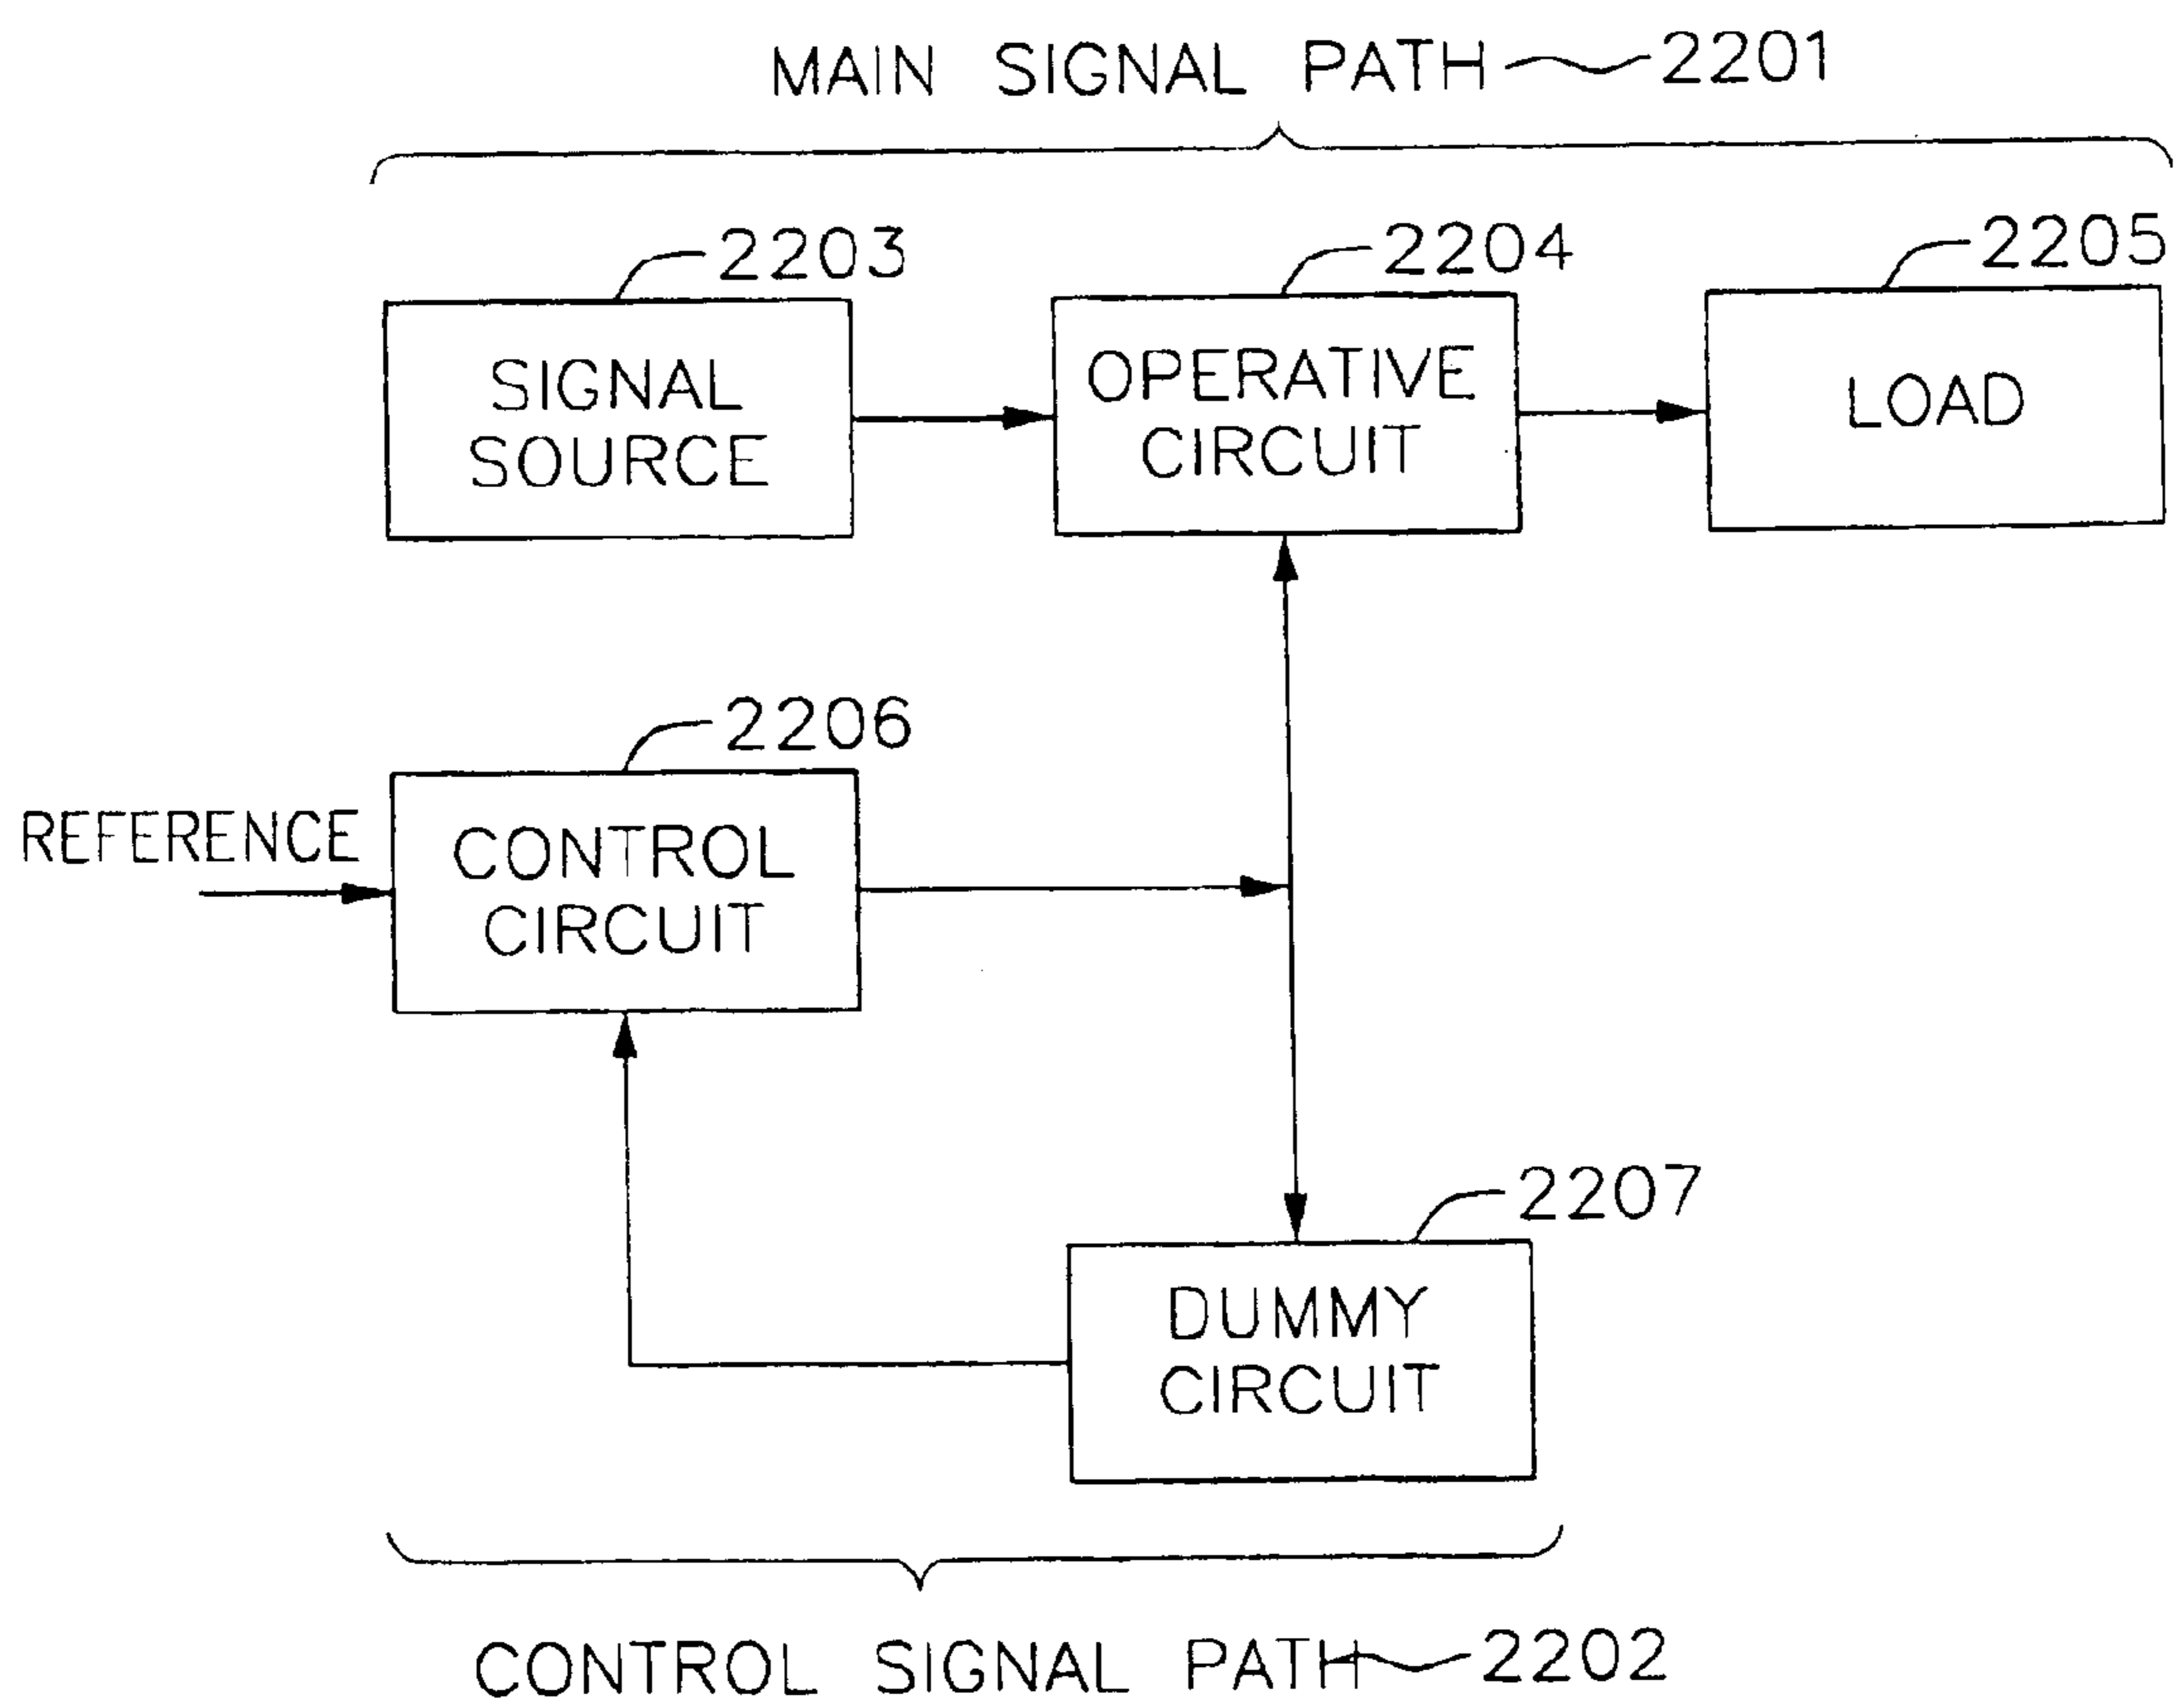 MAIN SIGNAL PATH 2201
2203
2204
2205
SIGNAL
SOURCE
OPERATIVE
CIRCUIT
LOAD
2206
REFERENCE
CONTROL
CIRCUIT
2207
DUMMY
CIRCUIT
CONTROL SIGNAL PATH 2202